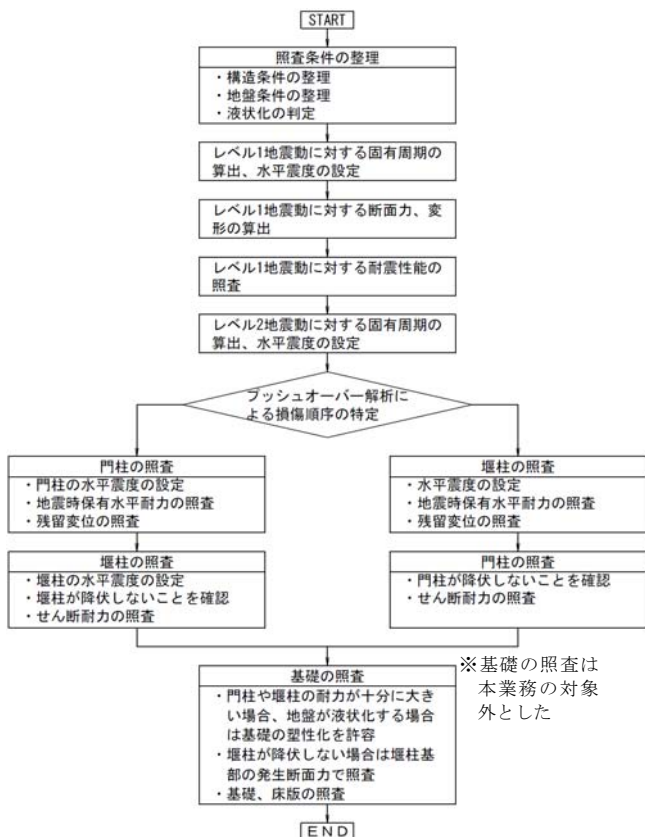 START
照査条件の整理
・構造条件の整理
・地盤条件の整理
・液状化の判定
レベル1地震動に対する固有周期の
算出、水平震度の設定
レベル1地震動に対する断面力、変
形の算出
レベル1地震動に対する耐震性能の
照査
レベル2地震動に対する固有周期の
算出、水平震度の設定
プッシュオーバー解析に
よる損傷順序の特定
門柱の照査
・門柱の水平震度の設定
・地震時保有水平耐力の照査
・残留変位の照査
堰柱の照査
・堰柱の水平震度の設定
・堰柱が降伏しないことを確認
・せん断耐力の照査
堰柱の照査
・水平震度の設定
・地震時保有水平耐力の照査
・残留変位の照査
門柱の照査
・門柱が降伏しないことを確認
・せん断耐力の照査
基礎の照査
・門柱や堰柱の耐力が十分に大き
い場合、地盤が液状化する場合
は基礎の塑性化を許容
・堰柱が降伏しない場合は堰柱基
部の発生断面力で照査
・基礎、床版の照査
※基礎の照査は
本業務の対象
外とした
END